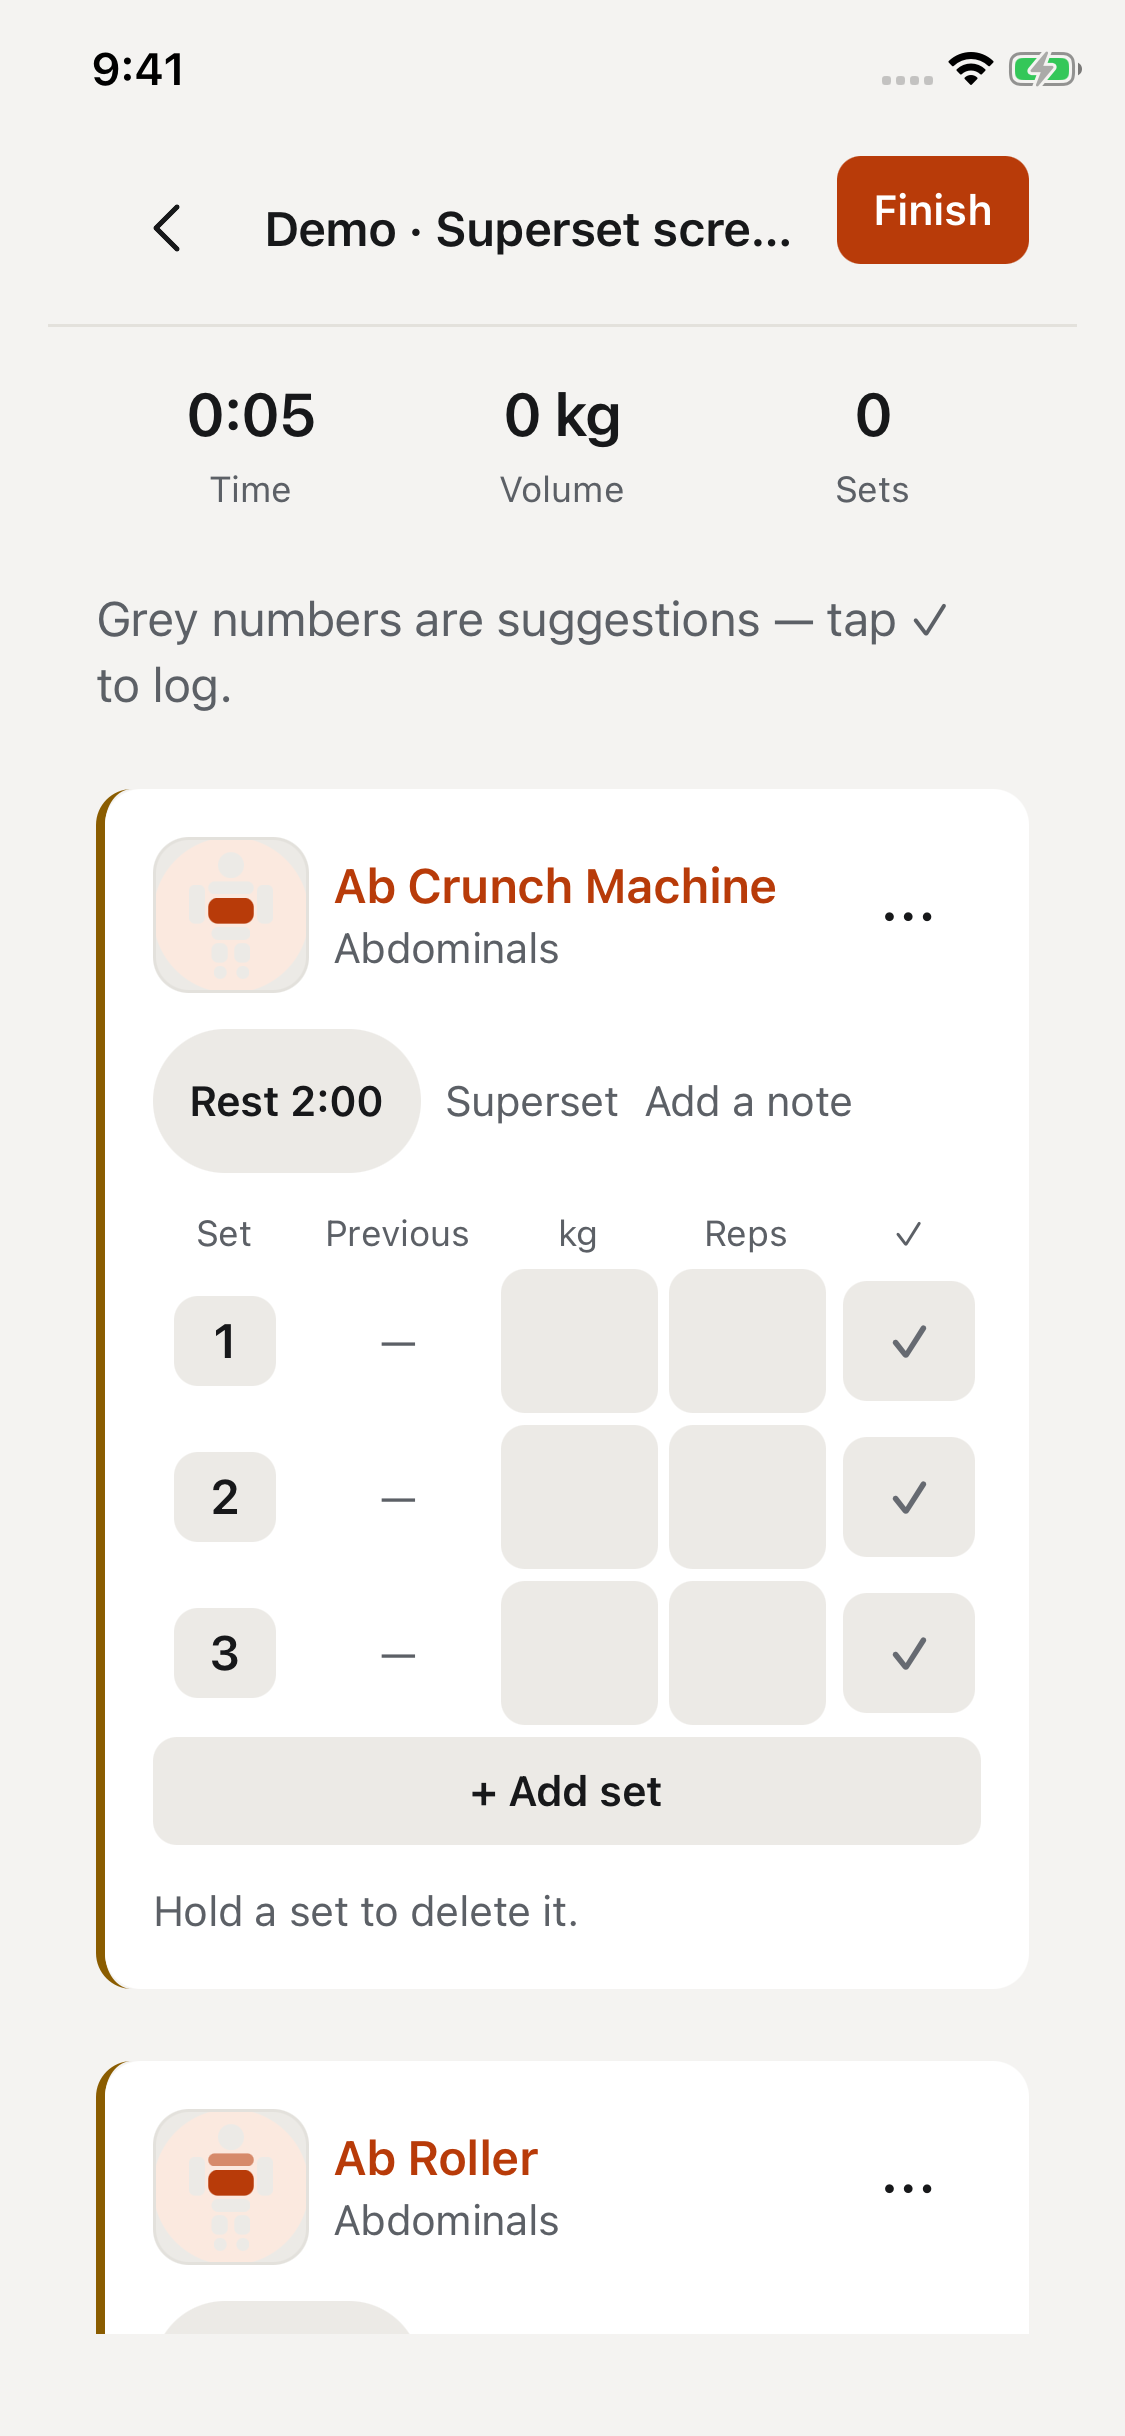 9:41
Demo · Superset scre...
Finish
0:05
0 kg
0
Time
Volume
Sets
Grey numbers are suggestions — tap ✓
to log.
Ab Crunch Machine
Abdominals
Rest 2:00
Superset
Add a note
Set
Previous
kg
Reps
✓
1
—
✓
2
—
✓
3
—
✓
+ Add set
Hold a set to delete it.
Ab Roller
Abdominals